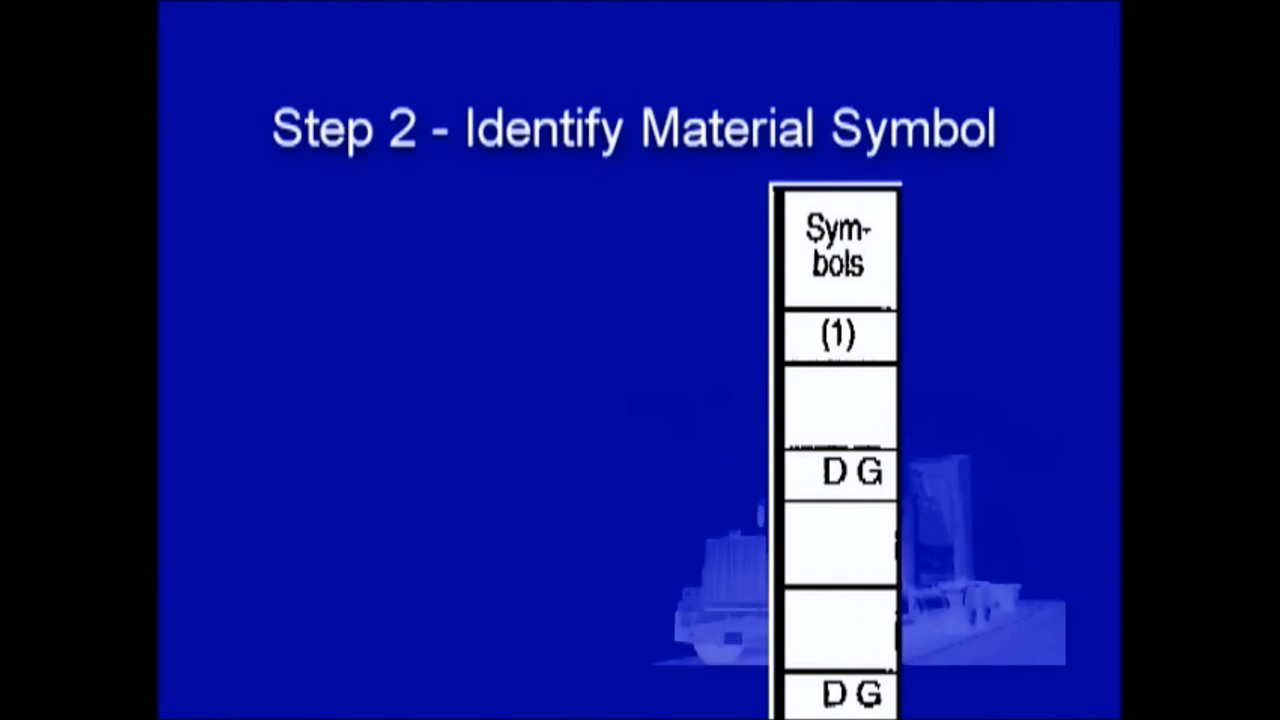 Step 2 - Identify Material Symbol
Sym-
bols
(1)
D G
D G